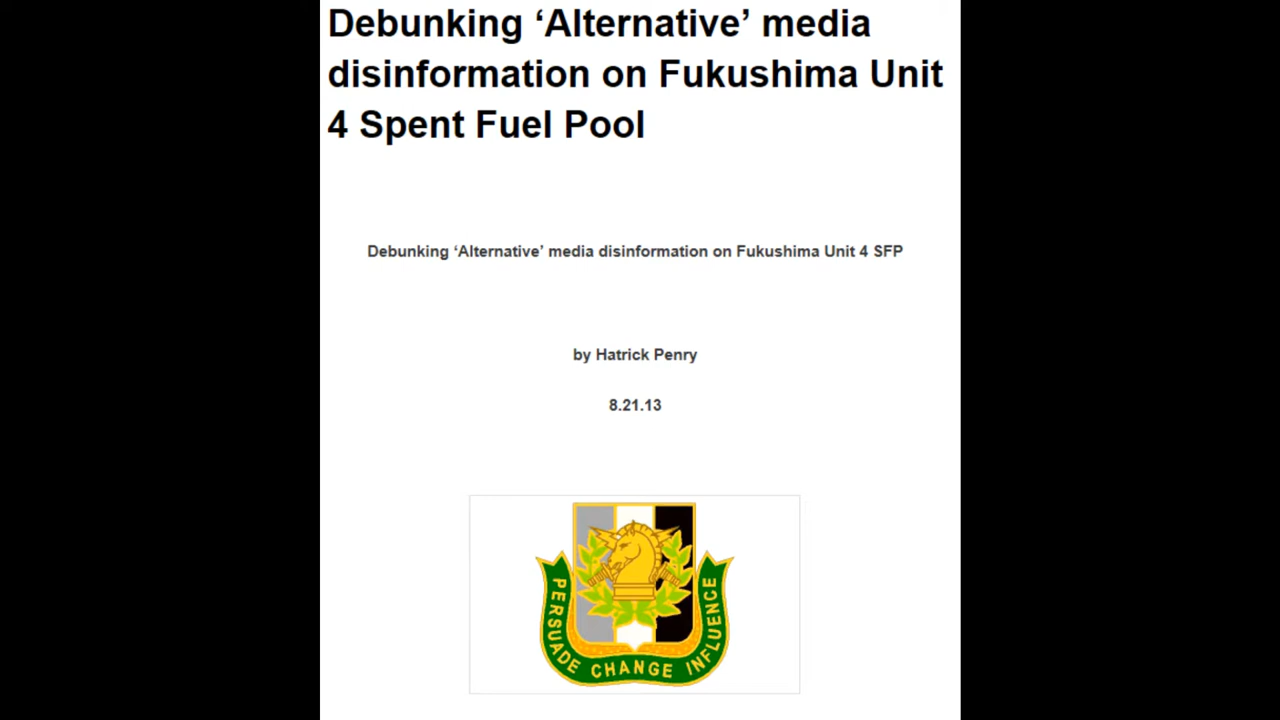 Debunking ‘Alternative’ media
disinformation on Fukushima Unit
4 Spent Fuel Pool
Debunking ‘Alternative’ media disinformation on Fukushima Unit 4 SFP
by Hatrick Penry
8.21.13
PERSUADE CHANGE INFLUENCE